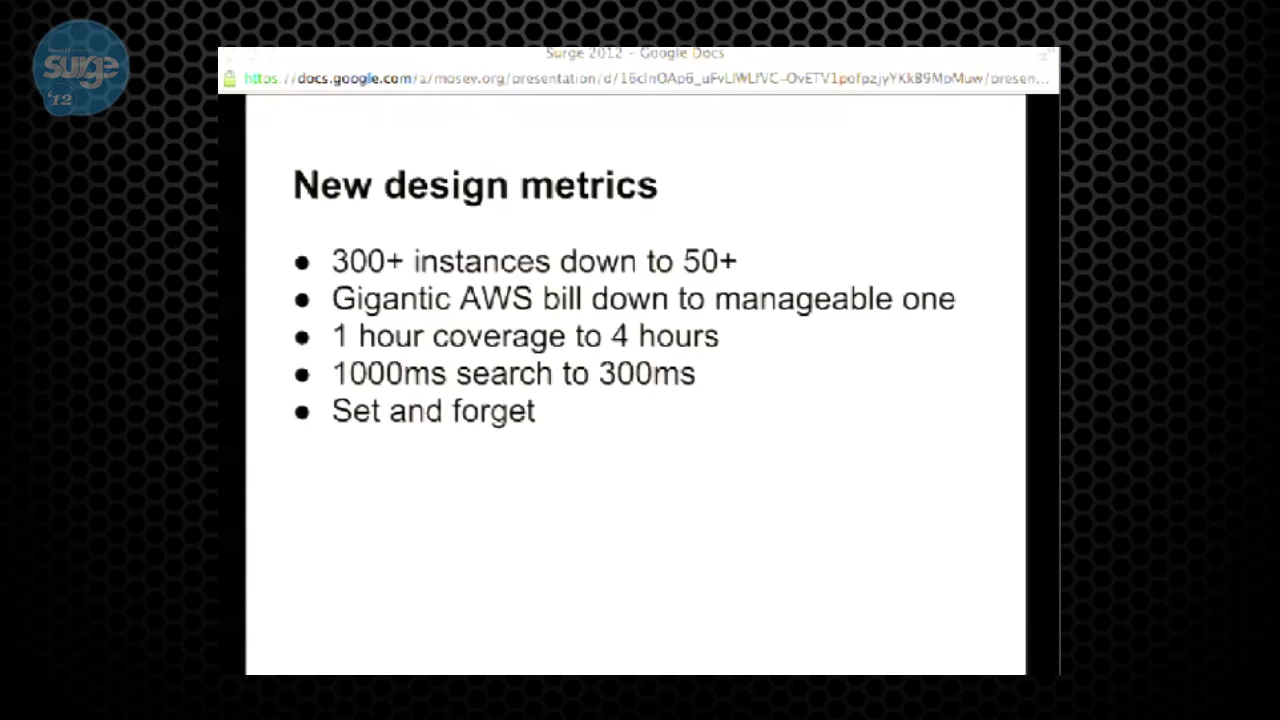 surge
'12
Surge 2012 - Google Docs
New design metrics
● 300+ instances down to 50+
● Gigantic AWS bill down to manageable one
● 1 hour coverage to 4 hours
● 1000ms search to 300ms
● Set and forget